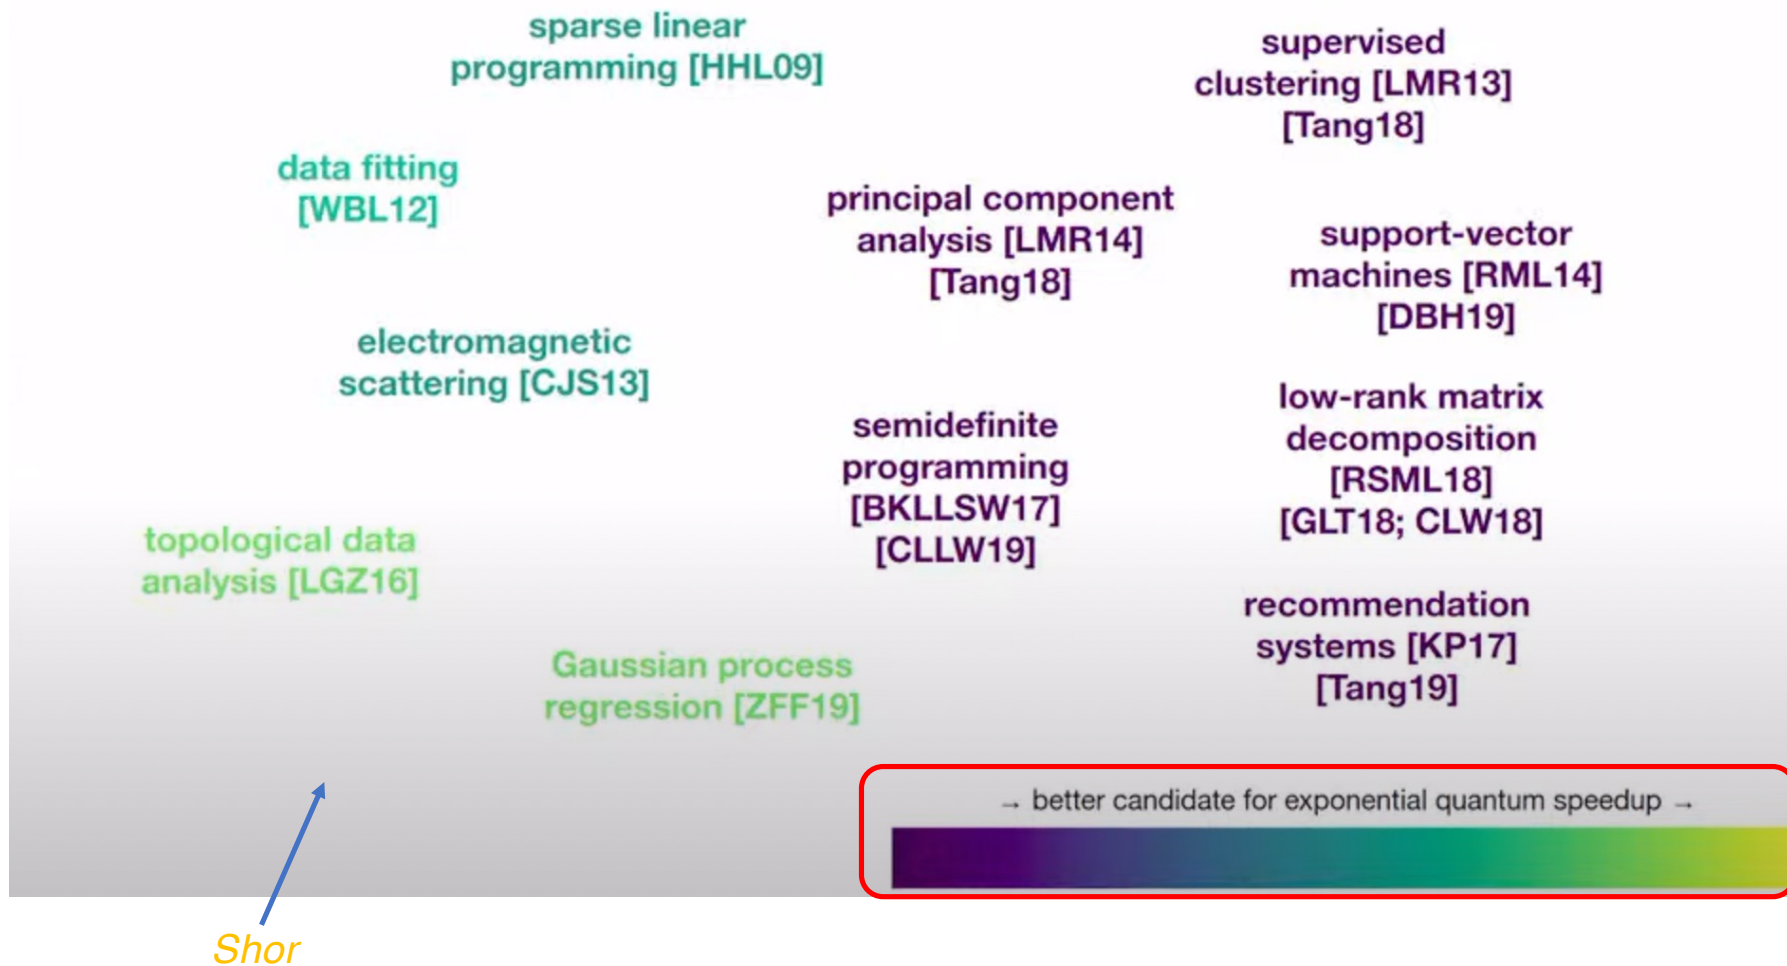 sparse linear
programming [HHL09]
supervised
clustering [LMR13]
[Tang18]
data fitting
[WBL12]
principal component
analysis [LMR14]
[Tang18]
support-vector
machines [RML14]
[DBH19]
electromagnetic
scattering [CJS13]
low-rank matrix
decomposition
[RSML18]
[GLT18; CLW18]
semidefinite
programming
[BKLLSW17]
[CLLW19]
topological data
analysis [LGZ16]
recommendation
systems [KP17]
[Tang19]
Gaussian process
regression [ZFF19]
→ better candidate for exponential quantum speedup →
Shor